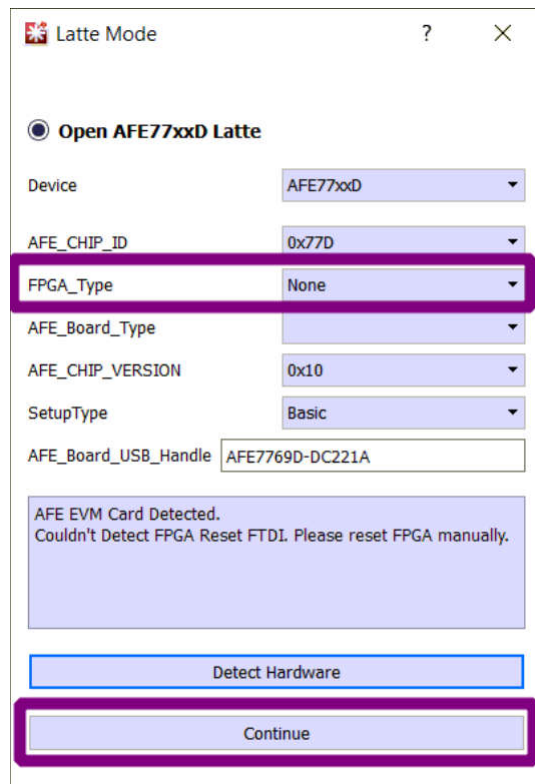 Latte Mode ? ×
Open AFE77xxD Latte
Device AFE77xxD
AFE_CHIP_ID 0x77D
FPGA_Type None
AFE_Board_Type
AFE_CHIP_VERSION 0x10
SetupType Basic
AFE_Board_USB_Handle AFE7769D-DC221A
AFE EVM Card Detected.
Couldn't Detect FPGA Reset FTDI. Please reset FPGA manually.
Detect Hardware
Continue